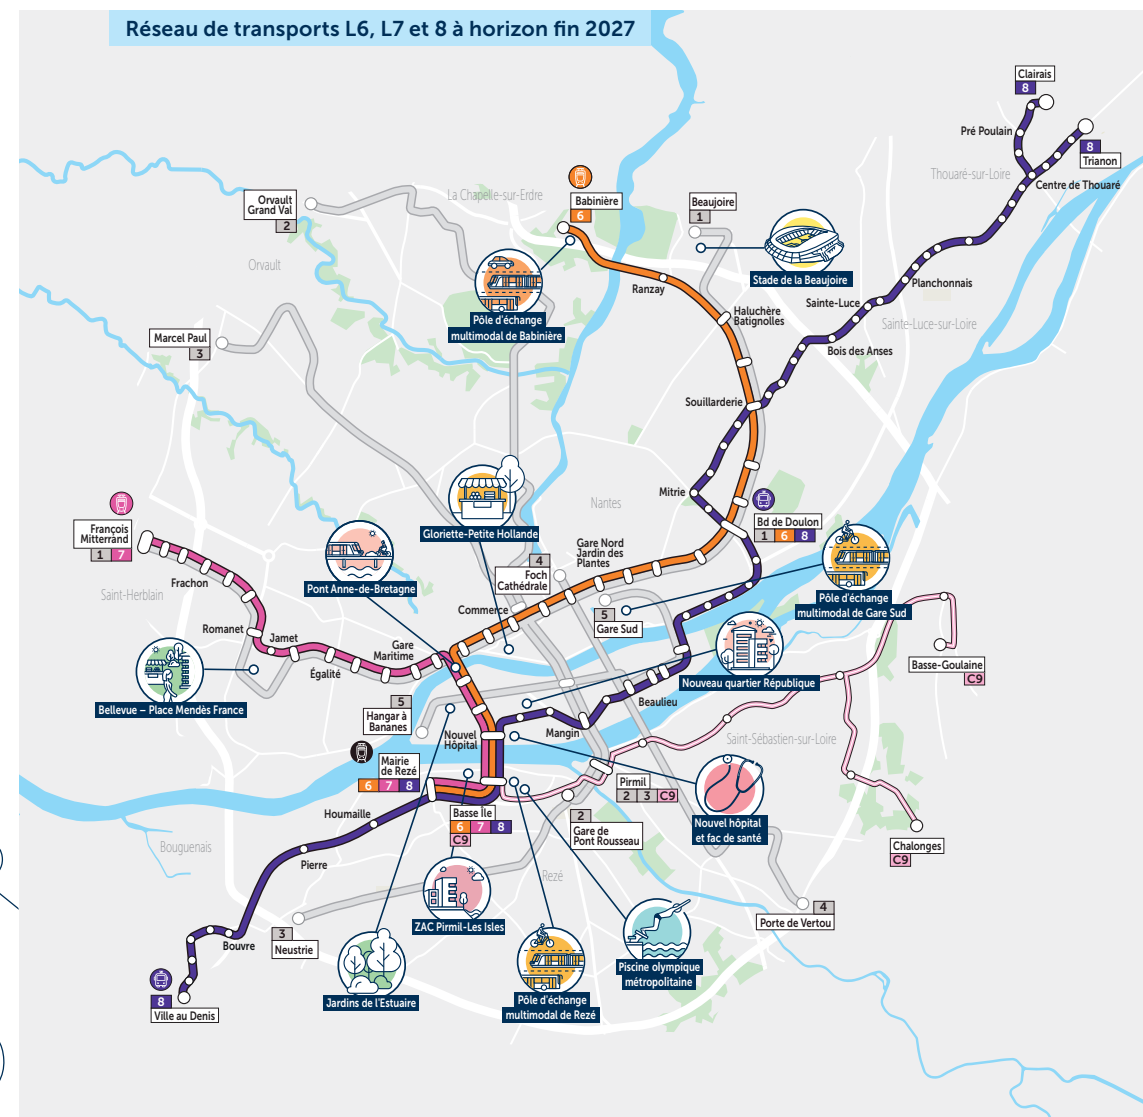 Réseau de transports L6, L7 et 8 à horizon fin 2027
Clairais
8
Pré Poulain
8
Trianon
Thouaré-sur-Loire
Centre de Thouaré
La Chapelle-sur-Erdre
Babinière
6
Beaujoire
1
Orvault
Grand Val
2
Orvault
Stade de la Beaujoire
Ranzay
Planchonnais
Sainte-Luce
Haluchère
Batignolles
Sainte-Luce-sur-Loire
Pôle d'échange
multimodal de Babinière
Marcel Paul
3
Bois des Anses
Souillarderie
Mitrie
Nantes
Bd de Doulon
1 6 8
François
Mitterrand
1 7
Gloriette-Petite Hollande
Gare Nord
Jardin des
Plantes
4
Foch
Cathédrale
Frachon
Pont Anne-de-Bretagne
Saint-Herblain
Commerce
Pôle d'échange
multimodal de Gare Sud
5
Gare Sud
Romanet
Jamet
Gare
Maritime
Égalité
Basse-Goulaine
C9
Nouveau quartier République
Bellevue – Place Mendès France
5
Hangar à
Bananes
Beaulieu
Mangin
Nouvel
Hôpital
Saint-Sébastien-sur-Loire
Mairie
de Rezé
6 7 8
Pirmil
2 3 C9
Houmaille
Basse Île
6 7 8
C9
2
Gare de
Pont Rousseau
Nouvel hôpital
et fac de santé
Chalonges
C9
Bouguenais
Pierre
Rezé
4
Porte de Vertou
ZAC Pirmil-Les Isles
3
Neustrie
Bouvre
Piscine olympique
métropolitaine
8
Ville au Denis
Jardins de l'Estuaire
Pôle d'échange
multimodal de Rezé